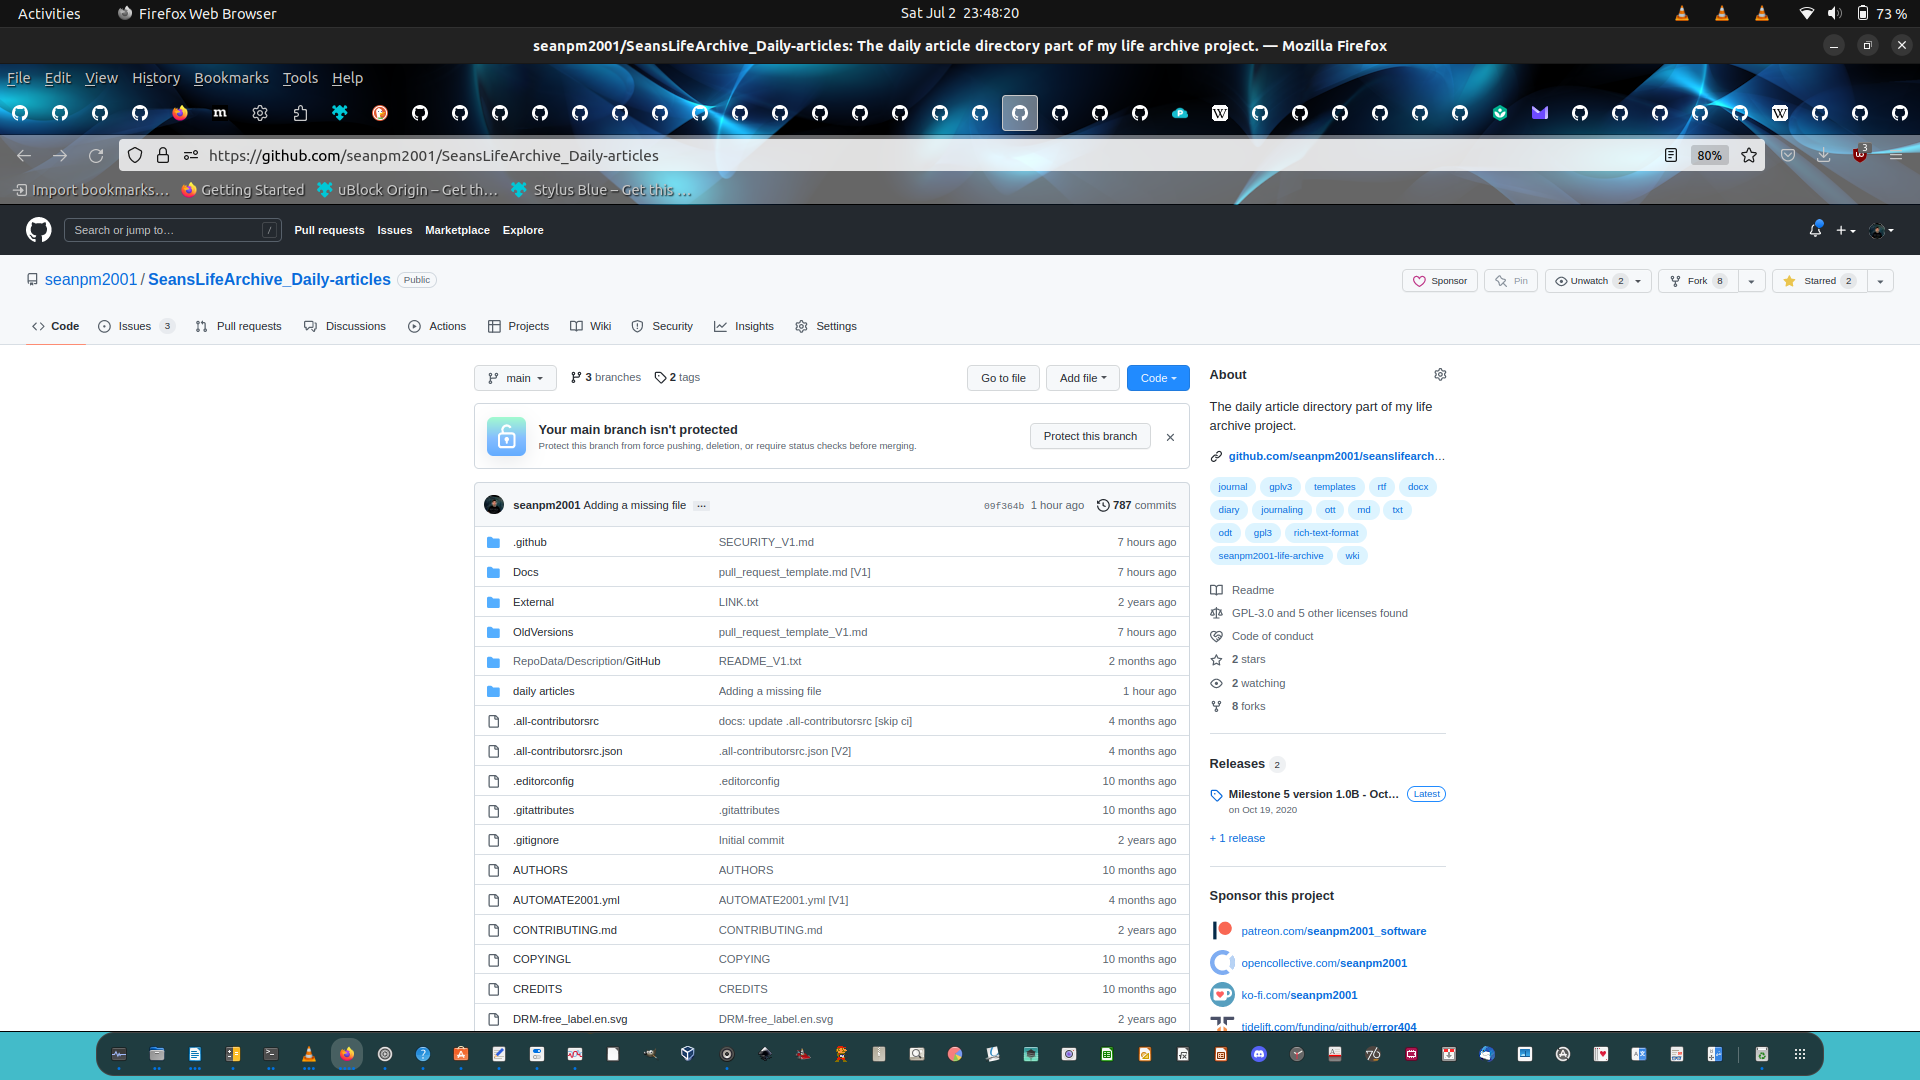 Activities Firefox Web Browser Sat Jul 2 23:48:20 73 %
seanpm2001/SeansLifeArchive_Daily-articles: The daily article directory part of my life archive project. — Mozilla Firefox
File Edit View History Bookmarks Tools Help
https://github.com/seanpm2001/SeansLifeArchive_Daily-articles 80% 3
Import bookmarks… Getting Started uBlock Origin – Get th… Stylus Blue – Get this …
Search or jump to… / Pull requests Issues Marketplace Explore
seanpm2001 / SeansLifeArchive_Daily-articles Public Sponsor Pin Unwatch 2 Fork 8 Starred 2
Code Issues 3 Pull requests Discussions Actions Projects Wiki Security Insights Settings
main 3 branches 2 tags Go to file Add file Code
Your main branch isn't protected
Protect this branch from force pushing, deletion, or require status checks before merging.
Protect this branch
seanpm2001 Adding a missing file ... 09f364b 1 hour ago 787 commits
.github SECURITY_V1.md 7 hours ago
Docs pull_request_template.md [V1] 7 hours ago
External LINK.txt 2 years ago
OldVersions pull_request_template_V1.md 7 hours ago
RepoData/Description/GitHub README_V1.txt 2 months ago
daily articles Adding a missing file 1 hour ago
.all-contributorsrc docs: update .all-contributorsrc [skip ci] 4 months ago
.all-contributorsrc.json .all-contributorsrc.json [V2] 4 months ago
.editorconfig .editorconfig 10 months ago
.gitattributes .gitattributes 10 months ago
.gitignore Initial commit 2 years ago
AUTHORS AUTHORS 10 months ago
AUTOMATE2001.yml AUTOMATE2001.yml [V1] 4 months ago
CONTRIBUTING.md CONTRIBUTING.md 2 years ago
COPYINGL COPYING 10 months ago
CREDITS CREDITS 10 months ago
DRM-free_label.en.svg DRM-free_label.en.svg 2 years ago
About
The daily article directory part of my life
archive project.
github.com/seanpm2001/seanslifearch…
journal gplv3 templates rtf docx
diary journaling ott md txt
odt gpl3 rich-text-format
seanpm2001-life-archive wki
Readme
GPL-3.0 and 5 other licenses found
Code of conduct
2 stars
2 watching
8 forks
Releases 2
Milestone 5 version 1.0B - Oct… Latest
on Oct 19, 2020
+ 1 release
Sponsor this project
patreon.com/seanpm2001_software
opencollective.com/seanpm2001
ko-fi.com/seanpm2001
tidelift.com/funding/github/error404